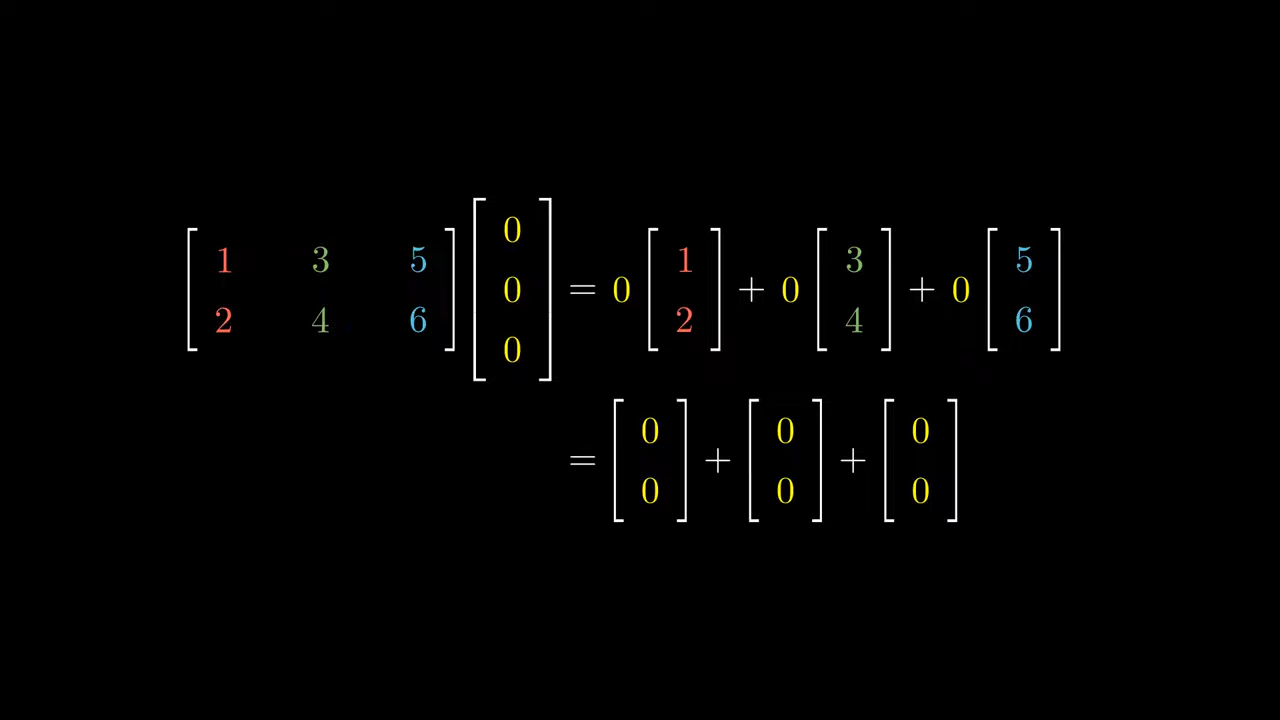 [1 3 5; 2 4 6] [0; 0; 0] = 0 [1; 2] + 0 [3; 4] + 0 [5; 6]
= [0; 0] + [0; 0] + [0; 0]